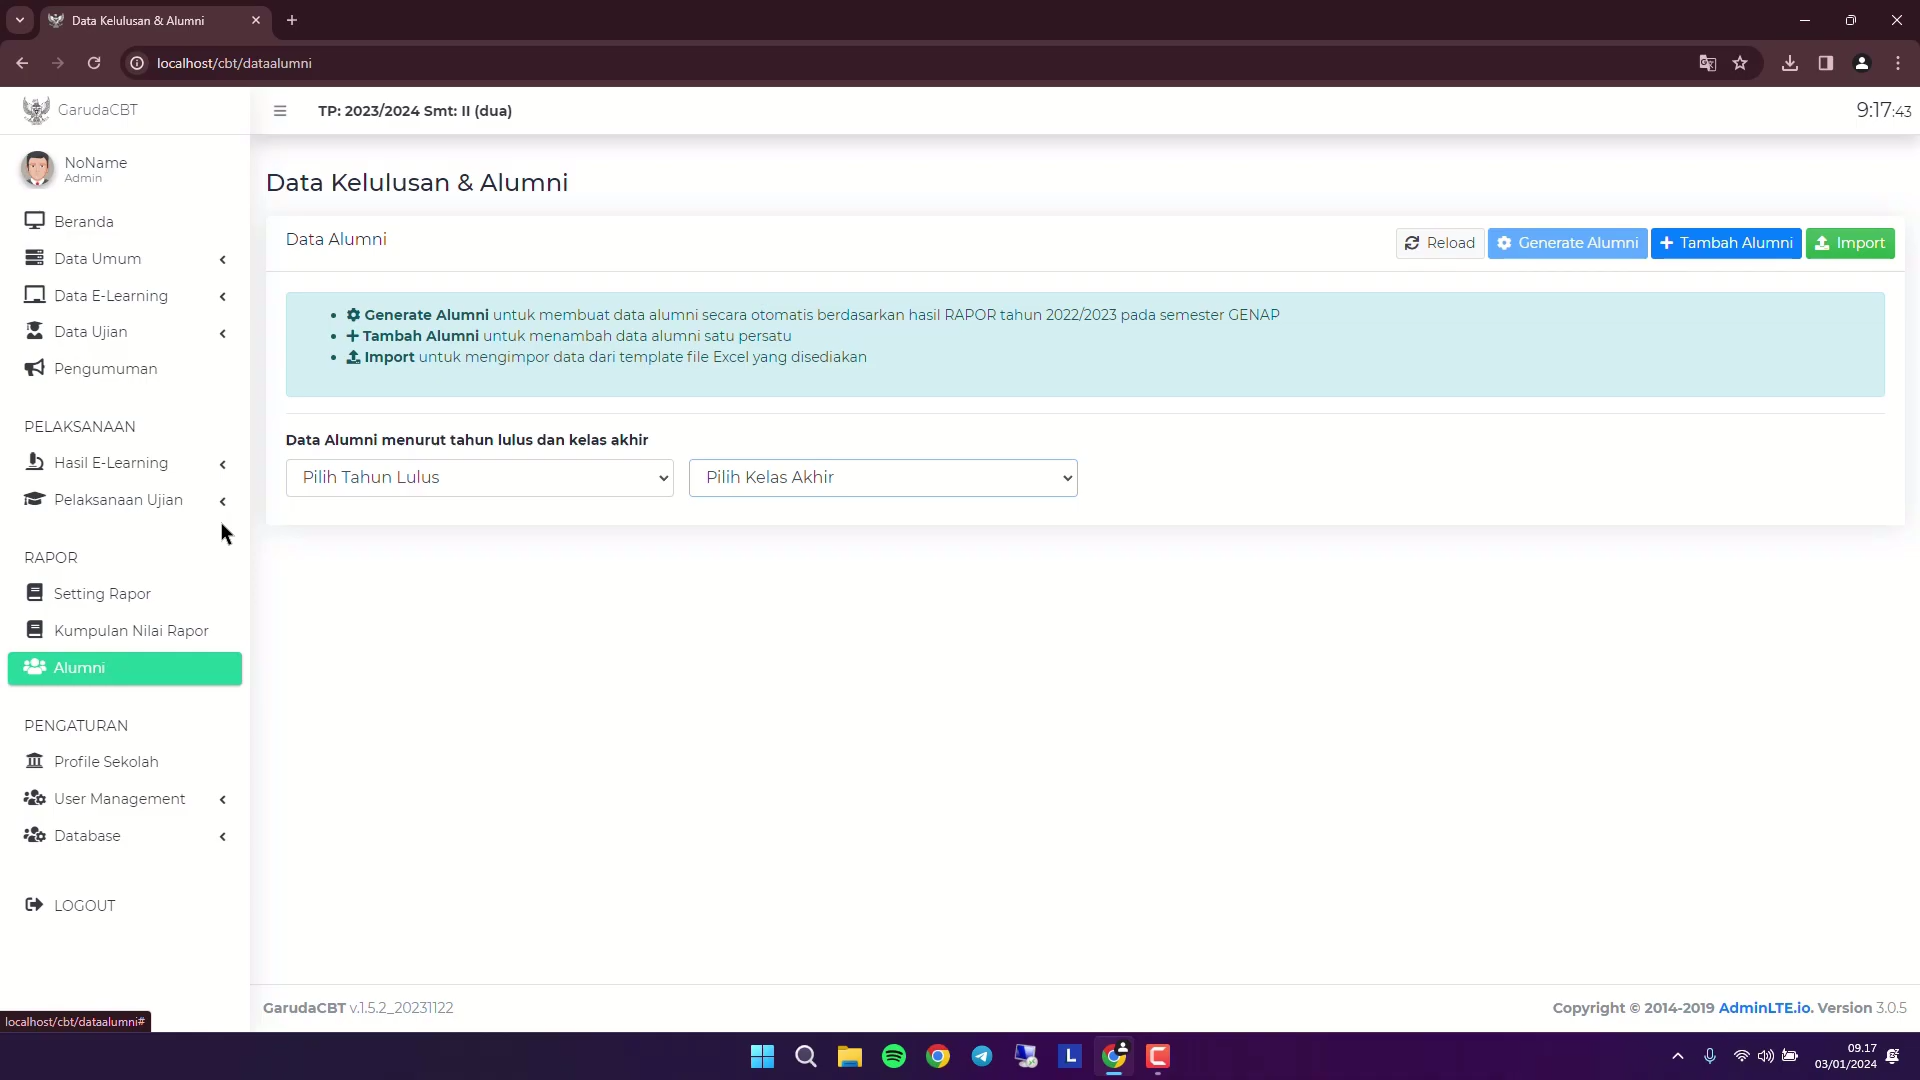 Data Kelulusan & Alumni
localhost/cbt/dataalumni
GarudaCBT
TP: 2023/2024 Smt: II (dua)
9:17:43
NoName
Admin
Beranda
Data Umum
Data E-Learning
Data Ujian
Pengumuman
PELAKSANAAN
Hasil E-Learning
Pelaksanaan Ujian
RAPOR
Setting Rapor
Kumpulan Nilai Rapor
Alumni
PENGATURAN
Profile Sekolah
User Management
Database
LOGOUT
Data Kelulusan & Alumni
Data Alumni
Reload
Generate Alumni
Tambah Alumni
Import
Generate Alumni untuk membuat data alumni secara otomatis berdasarkan hasil RAPOR tahun 2022/2023 pada semester GENAP
Tambah Alumni untuk menambah data alumni satu persatu
Import untuk mengimpor data dari template file Excel yang disediakan
Data Alumni menurut tahun lulus dan kelas akhir
Pilih Tahun Lulus
Pilih Kelas Akhir
GarudaCBT v.1.5.2_20231122
Copyright © 2014-2019 AdminLTE.io. Version 3.0.5
localhost/cbt/dataalumni#
L
09.17
03/01/2024